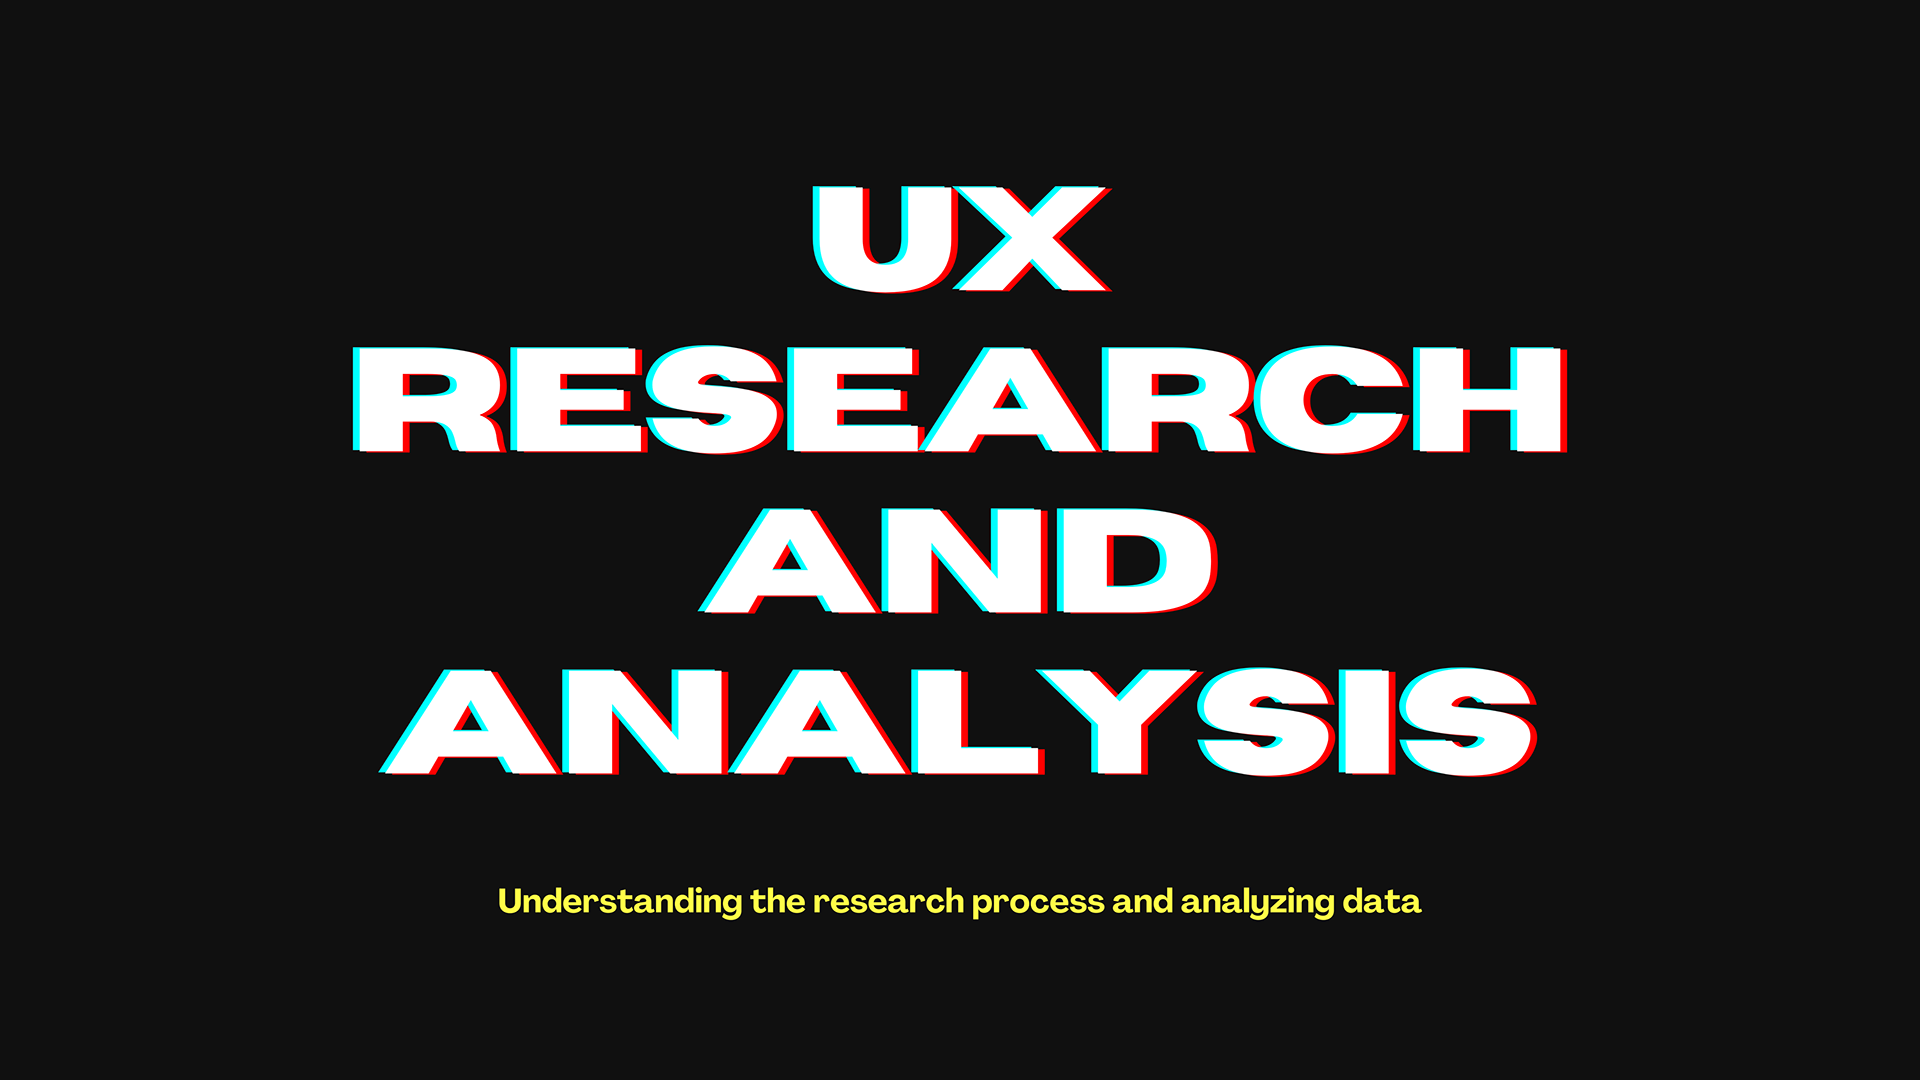 UX
RESEARCH
AND
ANALYSIS
Understanding the research process and analyzing data